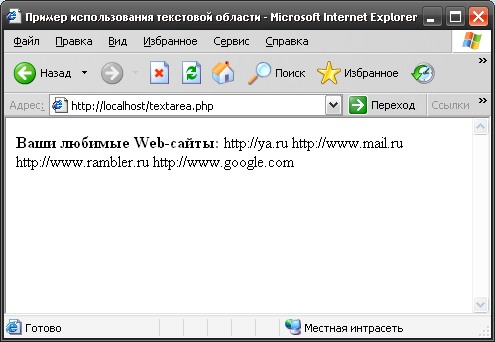 Пример использования текстовой области - Microsoft Internet Explorer
Файл Правка Вид Избранное Сервис Справка
Назад Поиск Избранное
Адрес: http://localhost/textarea.php Переход Ссылки
Ваши любимые Web-сайты: http://ya.ru http://www.mail.ru
http://www.rambler.ru http://www.google.com
Готово Местная интрасеть